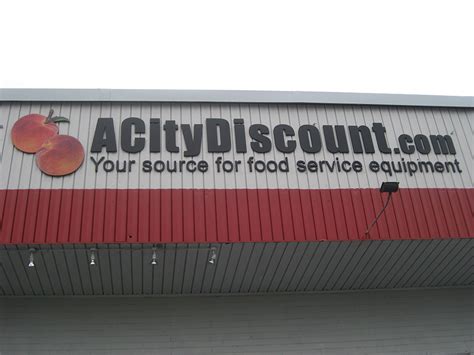 ACityDiscount.com
Your source for food service equipment